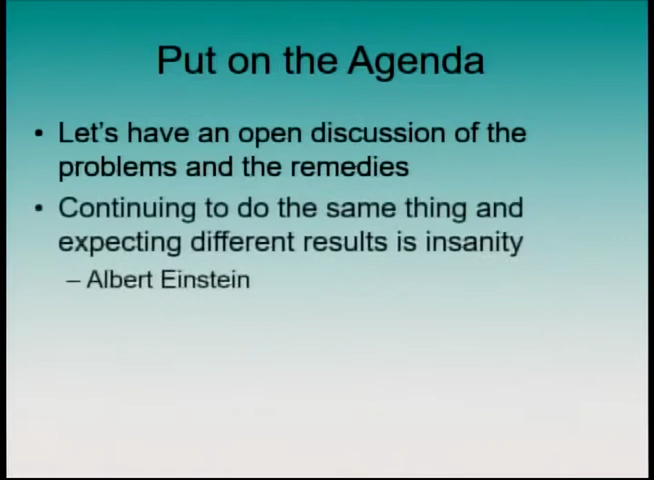 Put on the Agenda
• Let's have an open discussion of the
problems and the remedies
• Continuing to do the same thing and
expecting different results is insanity
– Albert Einstein